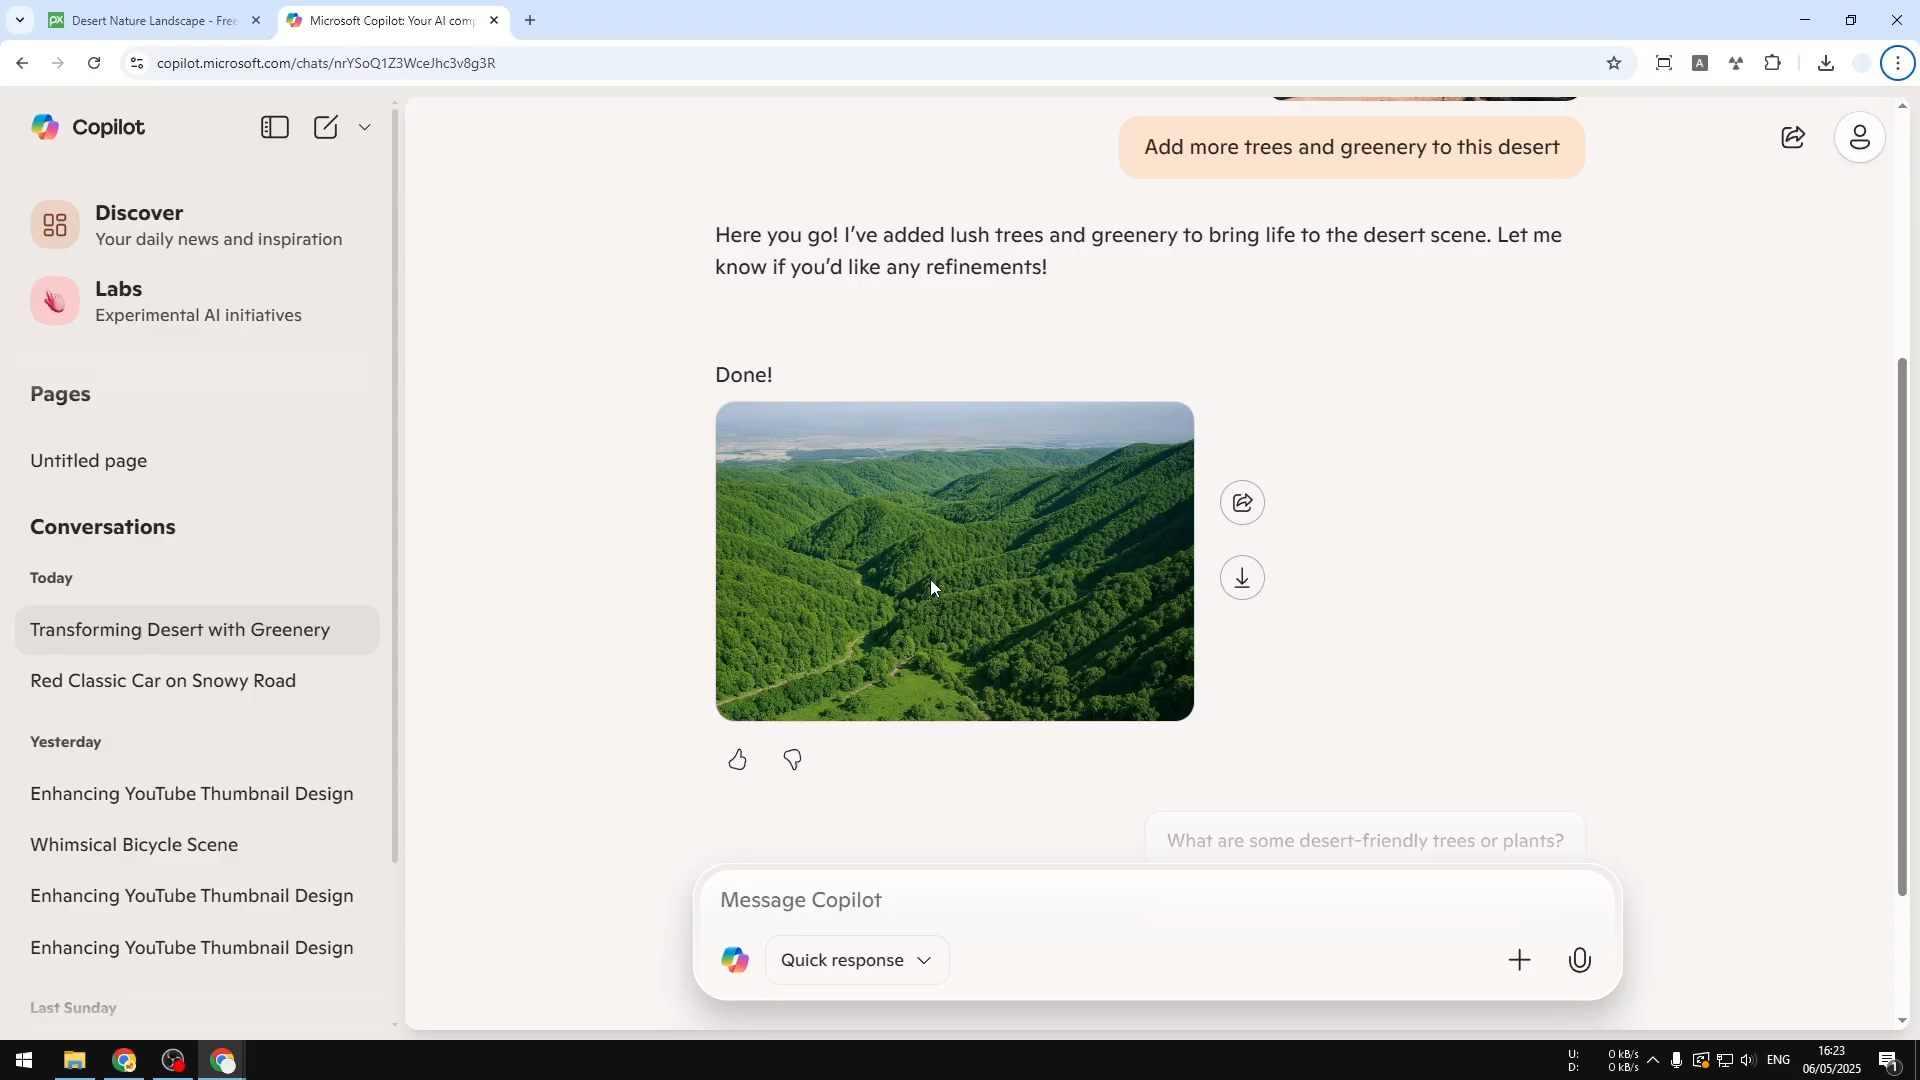 Desert Nature Landscape - Free
Microsoft Copilot: Your AI com
copilot.microsoft.com/chats/nrYSoQ1Z3WceJhc3v8g3R
Copilot
Discover
Your daily news and inspiration
Labs
Experimental AI initiatives
Pages
Untitled page
Conversations
Today
Transforming Desert with Greenery
Red Classic Car on Snowy Road
Yesterday
Enhancing YouTube Thumbnail Design
Whimsical Bicycle Scene
Enhancing YouTube Thumbnail Design
Enhancing YouTube Thumbnail Design
Last Sunday
Add more trees and greenery to this desert
Here you go! I've added lush trees and greenery to bring life to the desert scene. Let me
know if you'd like any refinements!
Done!
What are some desert-friendly trees or plants?
Message Copilot
Quick response
U: 0 kB/s
D: 0 kB/s
ENG
16:23
06/05/2025
1